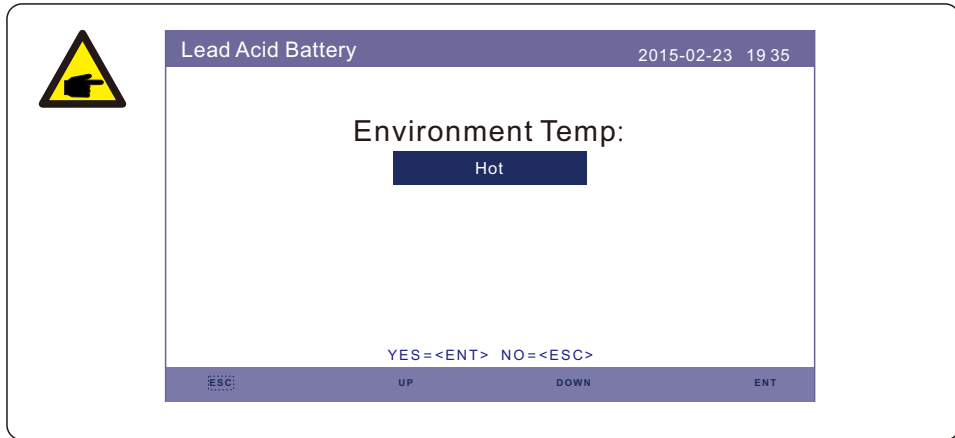 Lead Acid Battery 2015-02-23 19 35
Environment Temp:
Hot
YES=<ENT> NO=<ESC>
ESC UP DOWN ENT